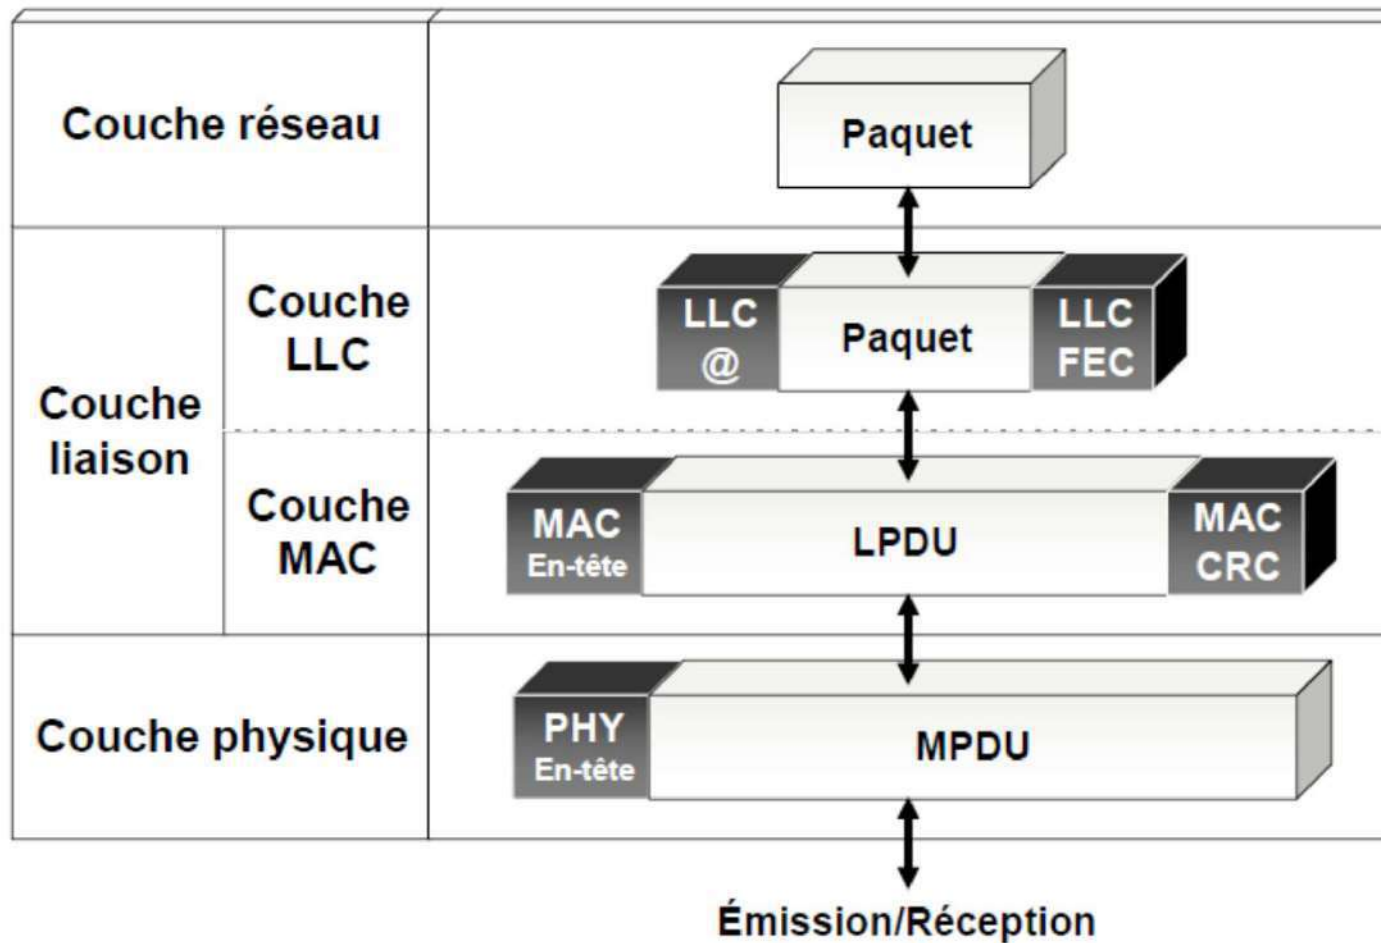 Couche réseau
Paquet
Couche
liaison
Couche
LLC
LLC
@
Paquet
LLC
FEC
Couche
MAC
MAC
En-tête
LPDU
MAC
CRC
Couche physique
PHY
En-tête
MPDU
Émission/Réception